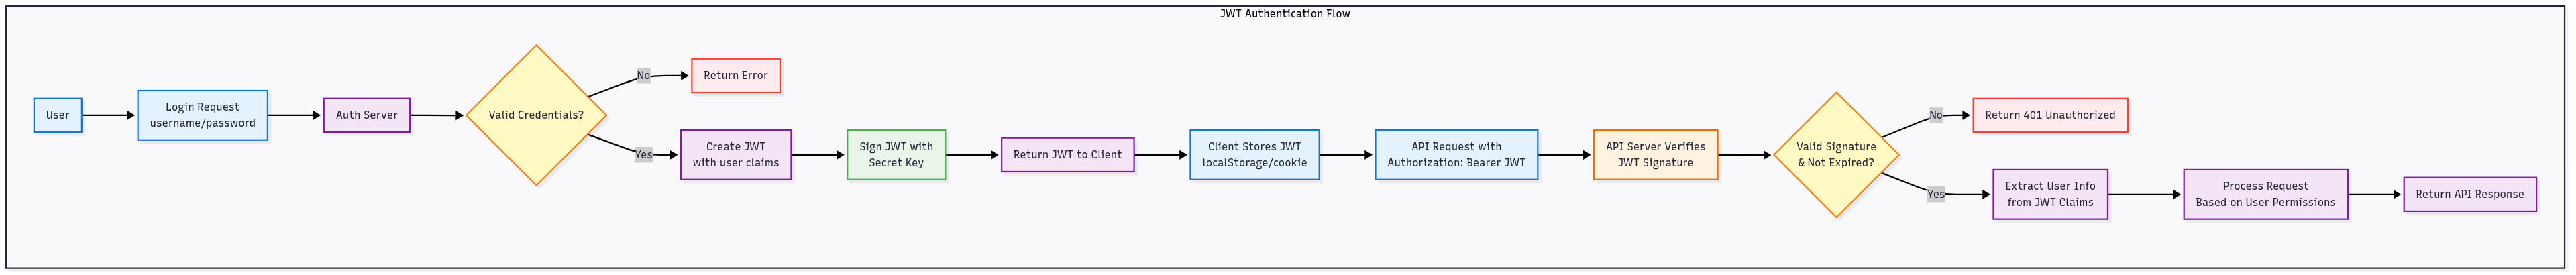 JWT Authentication Flow
User
Login Request
username/password
Auth Server
Valid Credentials?
No
Return Error
Yes
Create JWT
with user claims
Sign JWT with
Secret Key
Return JWT to Client
Client Stores JWT
localStorage/cookie
API Request with
Authorization: Bearer JWT
API Server Verifies
JWT Signature
Valid Signature
& Not Expired?
No
Return 401 Unauthorized
Yes
Extract User Info
from JWT Claims
Process Request
Based on User Permissions
Return API Response